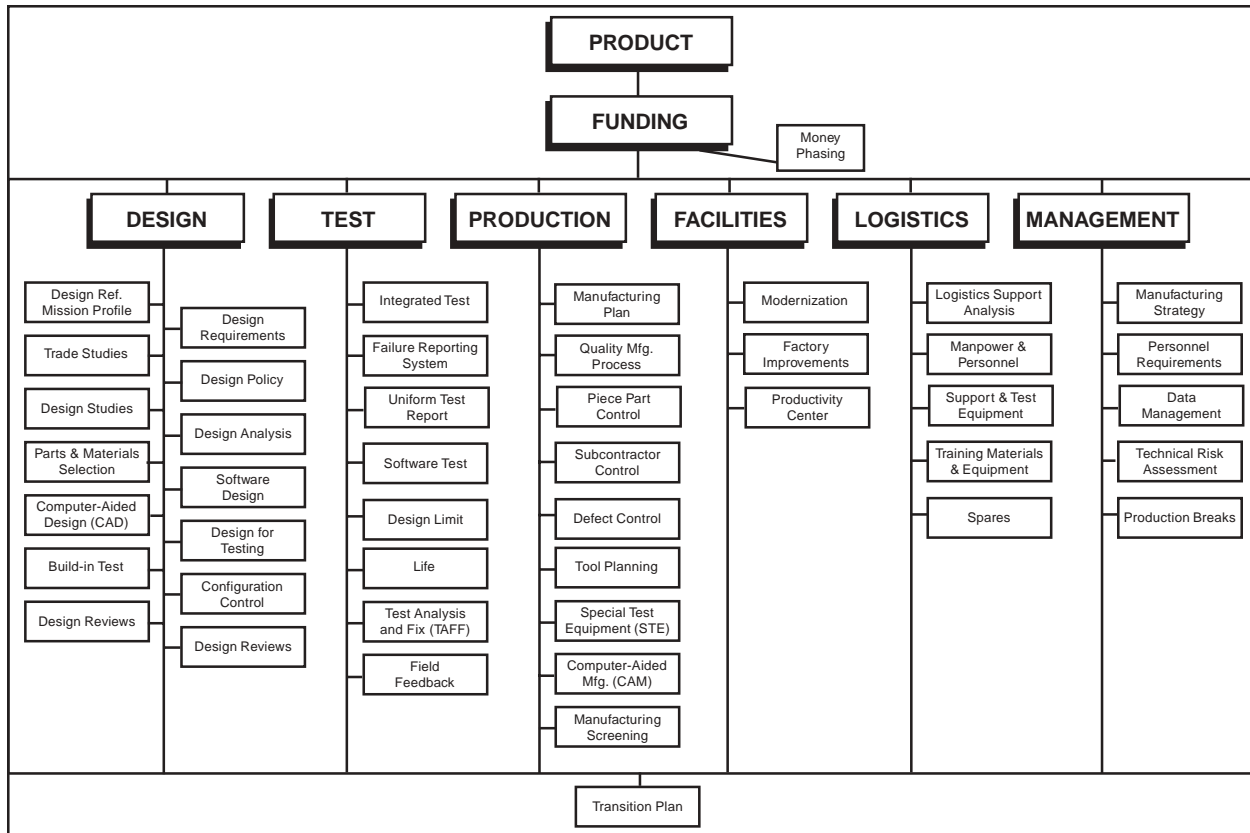 PRODUCT
FUNDING
Money
Phasing
DESIGN
TEST
PRODUCTION
FACILITIES
LOGISTICS
MANAGEMENT
Design Ref.
Mission Profile
Trade Studies
Design Studies
Parts & Materials
Selection
Computer-Aided
Design (CAD)
Build-in Test
Design Reviews
Design
Requirements
Design Policy
Design Analysis
Software
Design
Design for
Testing
Configuration
Control
Design Reviews
Integrated Test
Failure Reporting
System
Uniform Test
Report
Software Test
Design Limit
Life
Test Analysis
and Fix (TAFF)
Field
Feedback
Manufacturing
Plan
Quality Mfg.
Process
Piece Part
Control
Subcontractor
Control
Defect Control
Tool Planning
Special Test
Equipment (STE)
Computer-Aided
Mfg. (CAM)
Manufacturing
Screening
Modernization
Factory
Improvements
Productivity
Center
Logistics Support
Analysis
Manpower &
Personnel
Support & Test
Equipment
Training Materials
& Equipment
Spares
Manufacturing
Strategy
Personnel
Requirements
Data
Management
Technical Risk
Assessment
Production Breaks
Transition Plan